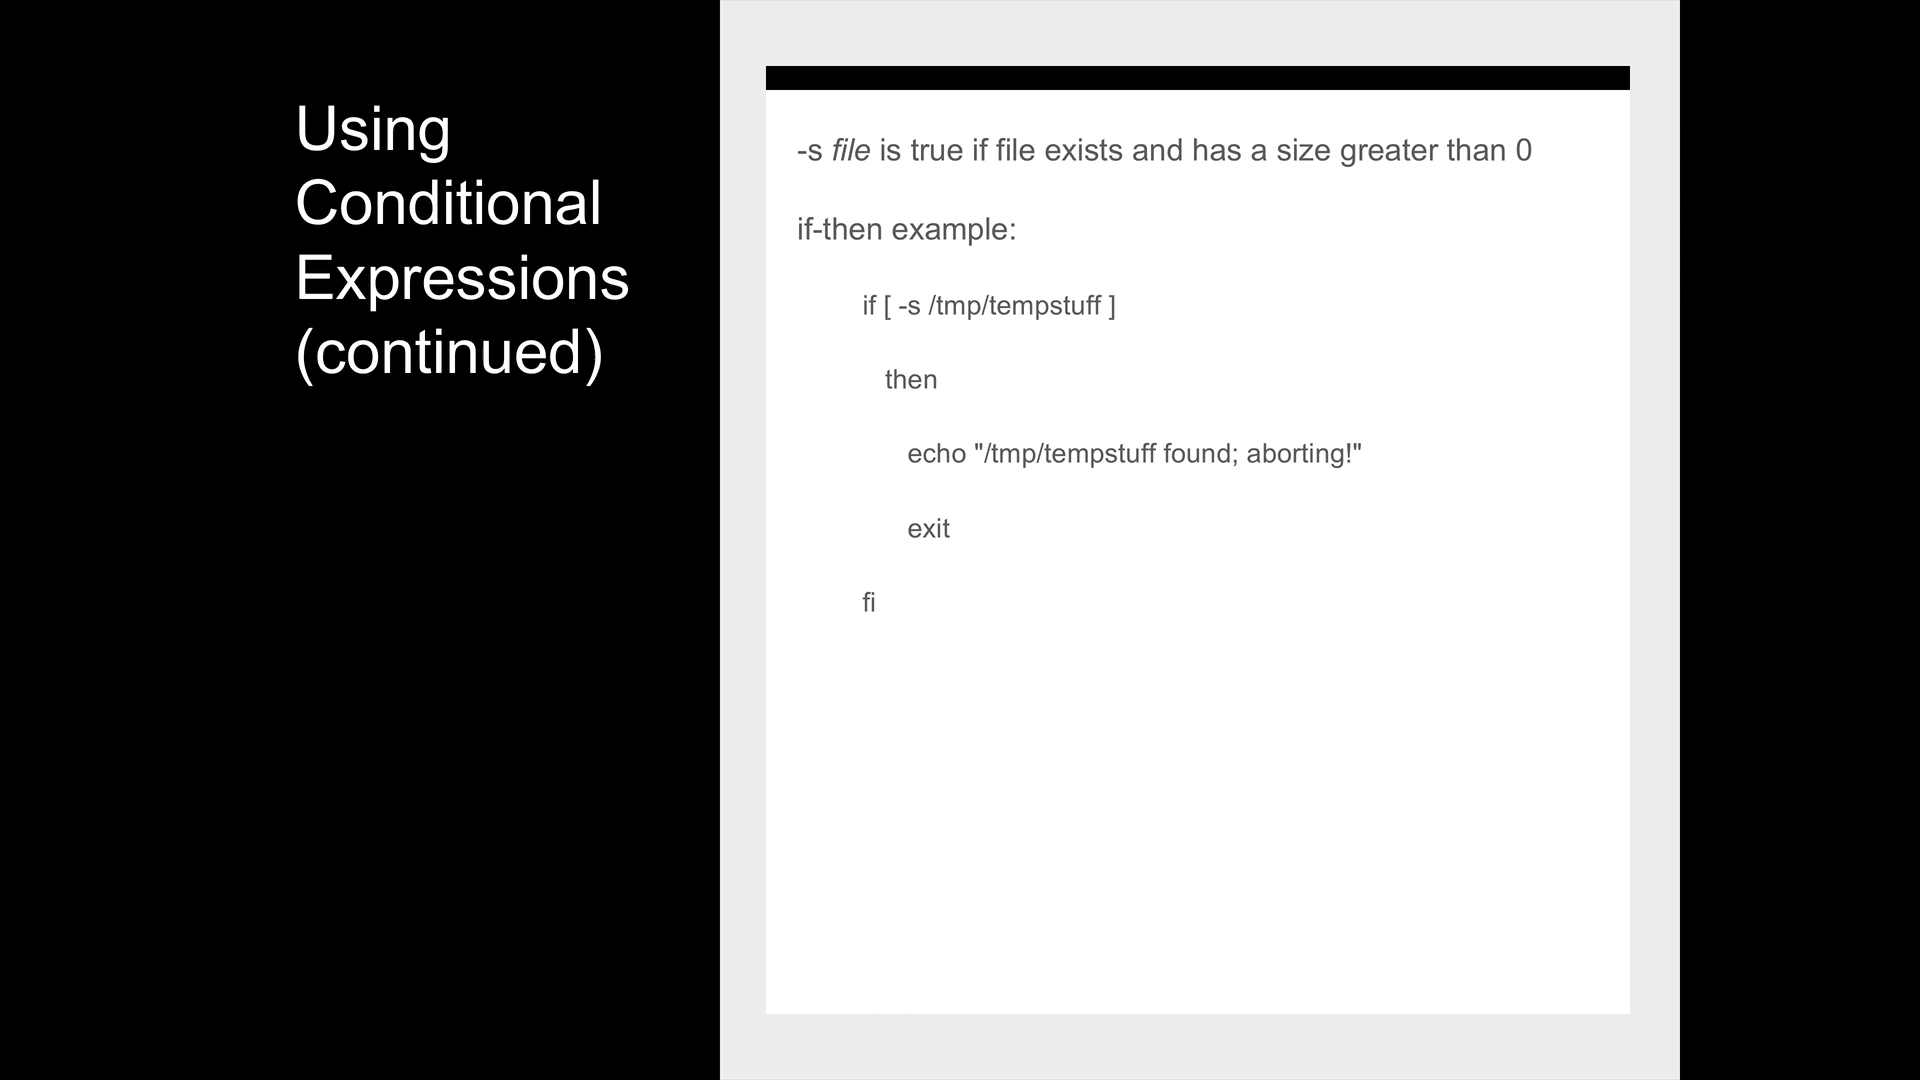 Using
Conditional
Expressions
(continued)
-s file is true if file exists and has a size greater than 0
if-then example:
if [ -s /tmp/tempstuff ]
then
echo "/tmp/tempstuff found; aborting!"
exit
fi